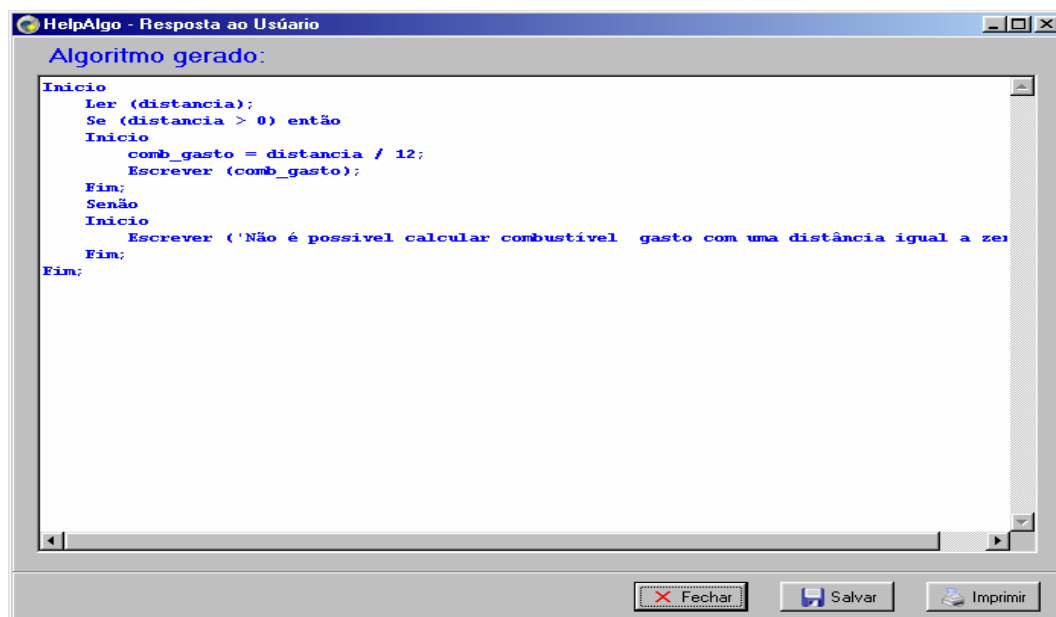 HelpAlgo - Resposta ao Usúario
Algoritmo gerado:
Inicio
Ler (distancia);
Se (distancia > 0) então
Inicio
comb_gasto = distancia / 12;
Escrever (comb_gasto);
Fim;
Senão
Inicio
Escrever ('Não é possivel calcular combustível  gasto com uma distância igual a
Fim;
Fim;
Fechar Salvar Imprimir